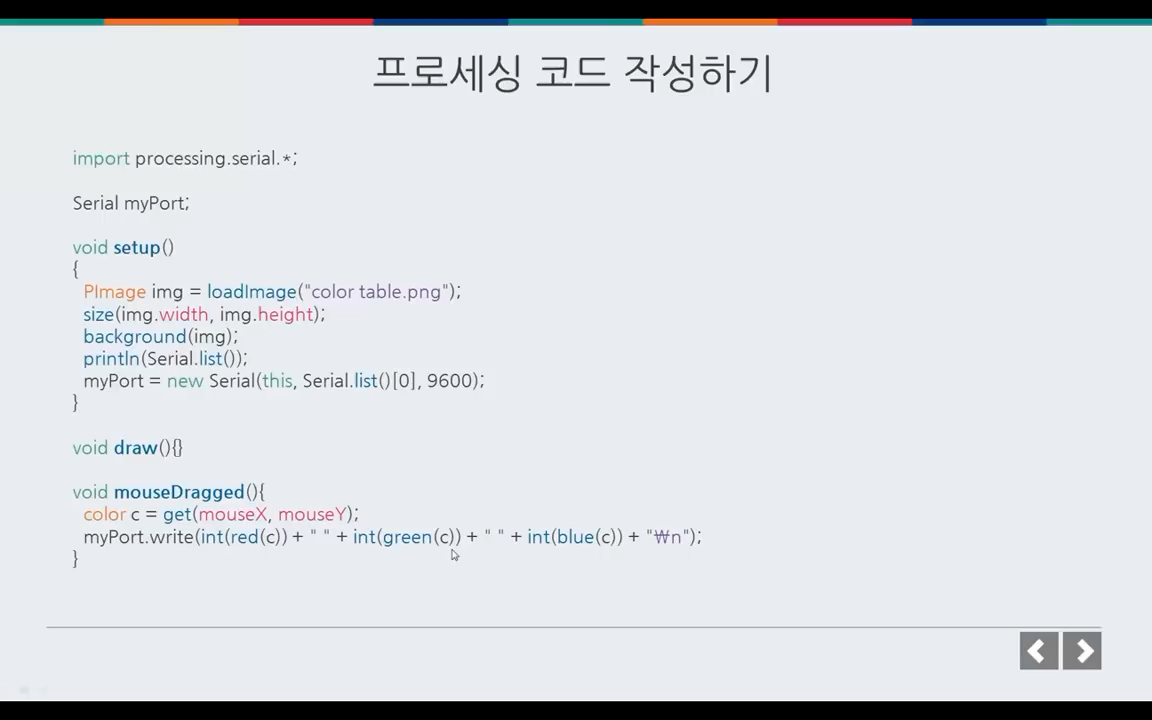 프로세싱 코드 작성하기
import processing.serial.*;
Serial myPort;
void setup()
{
PImage img = loadImage("color table.png");
size(img.width, img.height);
background(img);
println(Serial.list());
myPort = new Serial(this, Serial.list()[0], 9600);
}
void draw(){}
void mouseDragged(){
color c = get(mouseX, mouseY);
myPort.write(int(red(c)) + " " + int(green(c)) + " " + int(blue(c)) + "₩n");
}